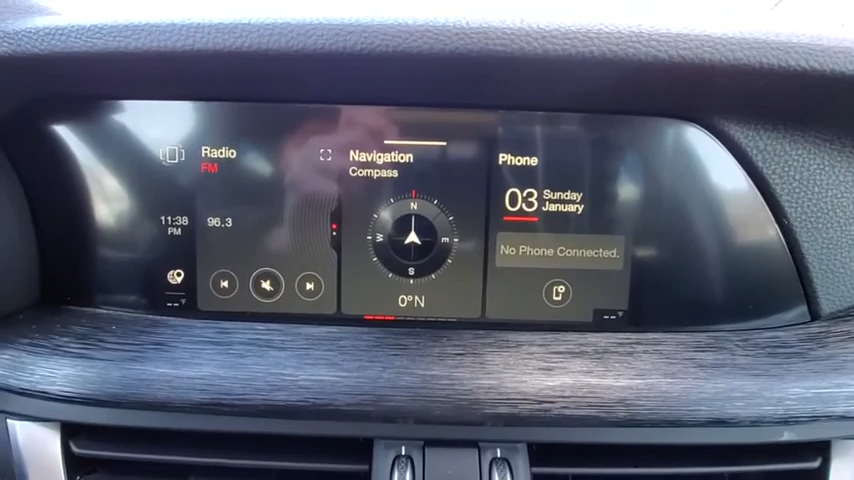 Radio
FM
11:38
PM
96.3
--°F
Navigation
Compass
N
W
E
S
0°N
Phone
03
Sunday
January
No Phone Connected.
--°F